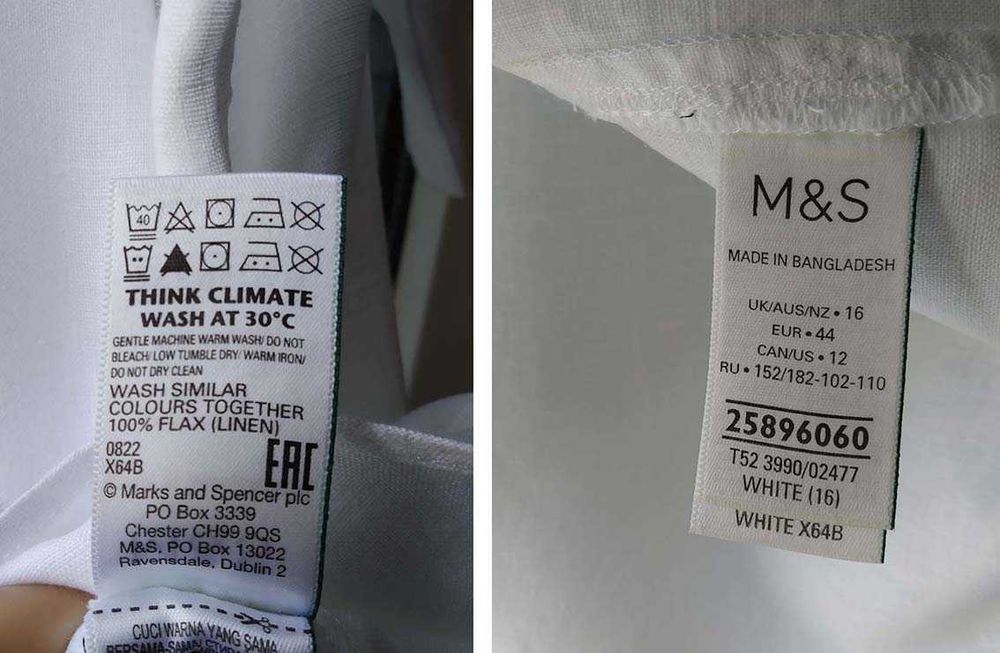 40
THINK CLIMATE
WASH AT 30°C
GENTLE MACHINE WARM WASH/ DO NOT
BLEACH/ LOW TUMBLE DRY/ WARM IRON/
DO NOT DRY CLEAN
WASH SIMILAR
COLOURS TOGETHER
100% FLAX (LINEN)
0822
X64B
EAC
© Marks and Spencer plc
PO Box 3339
Chester CH99 9QS
M&S, PO Box 13022
Ravensdale, Dublin 2
CUCI WARNA YANG SAMA
BERSAMA-SAMA
M&S
MADE IN BANGLADESH
UK/AUS/NZ • 16
EUR • 44
CAN/US • 12
RU • 152/182-102-110
25896060
T52 3990/02477
WHITE (16)
WHITE X64B